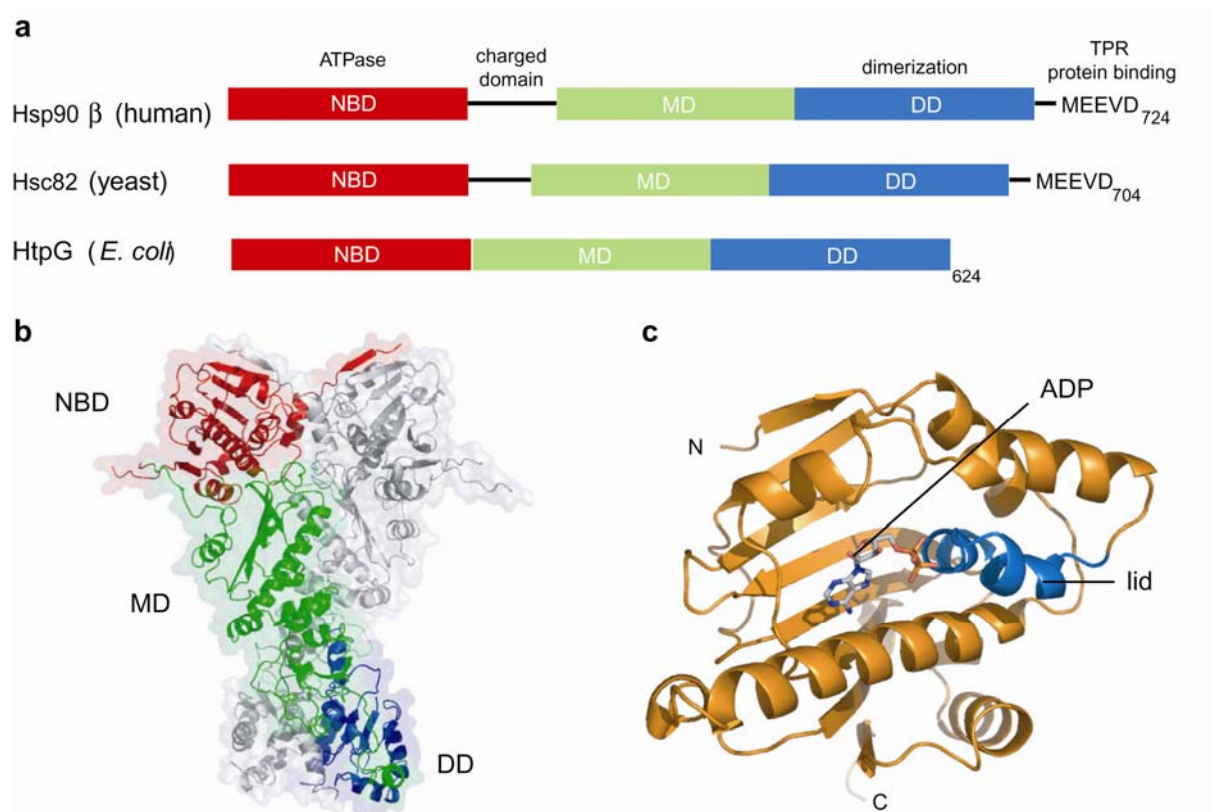 a
ATPase
charged
domain
dimerization
TPR
protein binding
Hsp90 β (human)
NBD
MD
DD
MEEVD724
Hsc82 (yeast)
NBD
MD
DD
MEEVD704
HtpG (E. coli)
NBD
MD
DD
624
b
NBD
MD
DD
c
ADP
N
lid
C